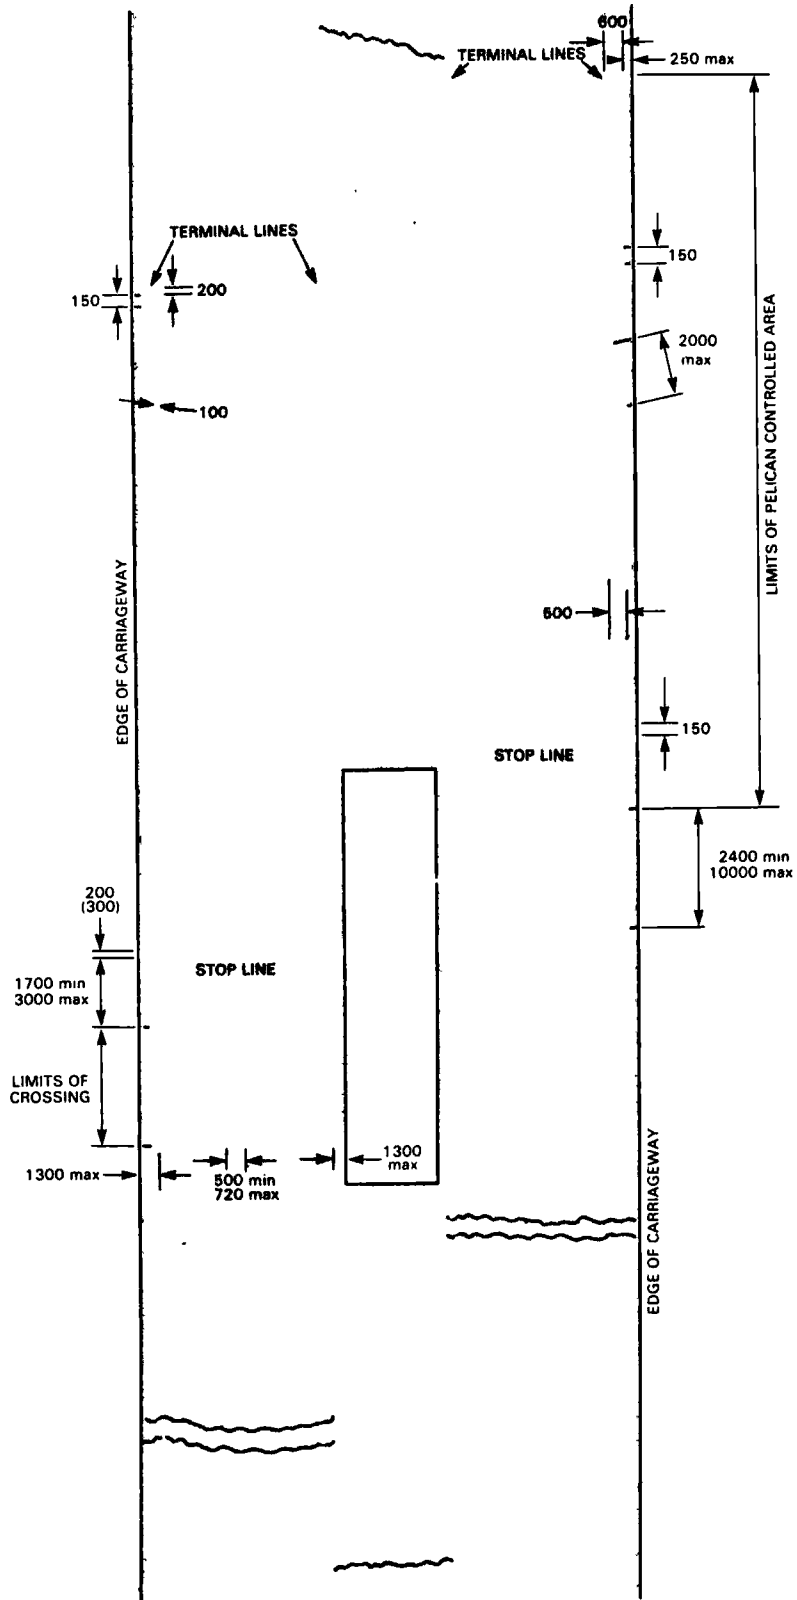 600
TERMINAL LINES
250 max
TERMINAL LINES
150
200
150
2000
max
100
LIMITS OF PELICAN CONTROLLED AREA
EDGE OF CARRIAGEWAY
500
150
STOP LINE
2400 min
10000 max
200
(300)
STOP LINE
1700 min
3000 max
LIMITS OF
CROSSING
1300
max
1300 max
500 min
720 max
EDGE OF CARRIAGEWAY